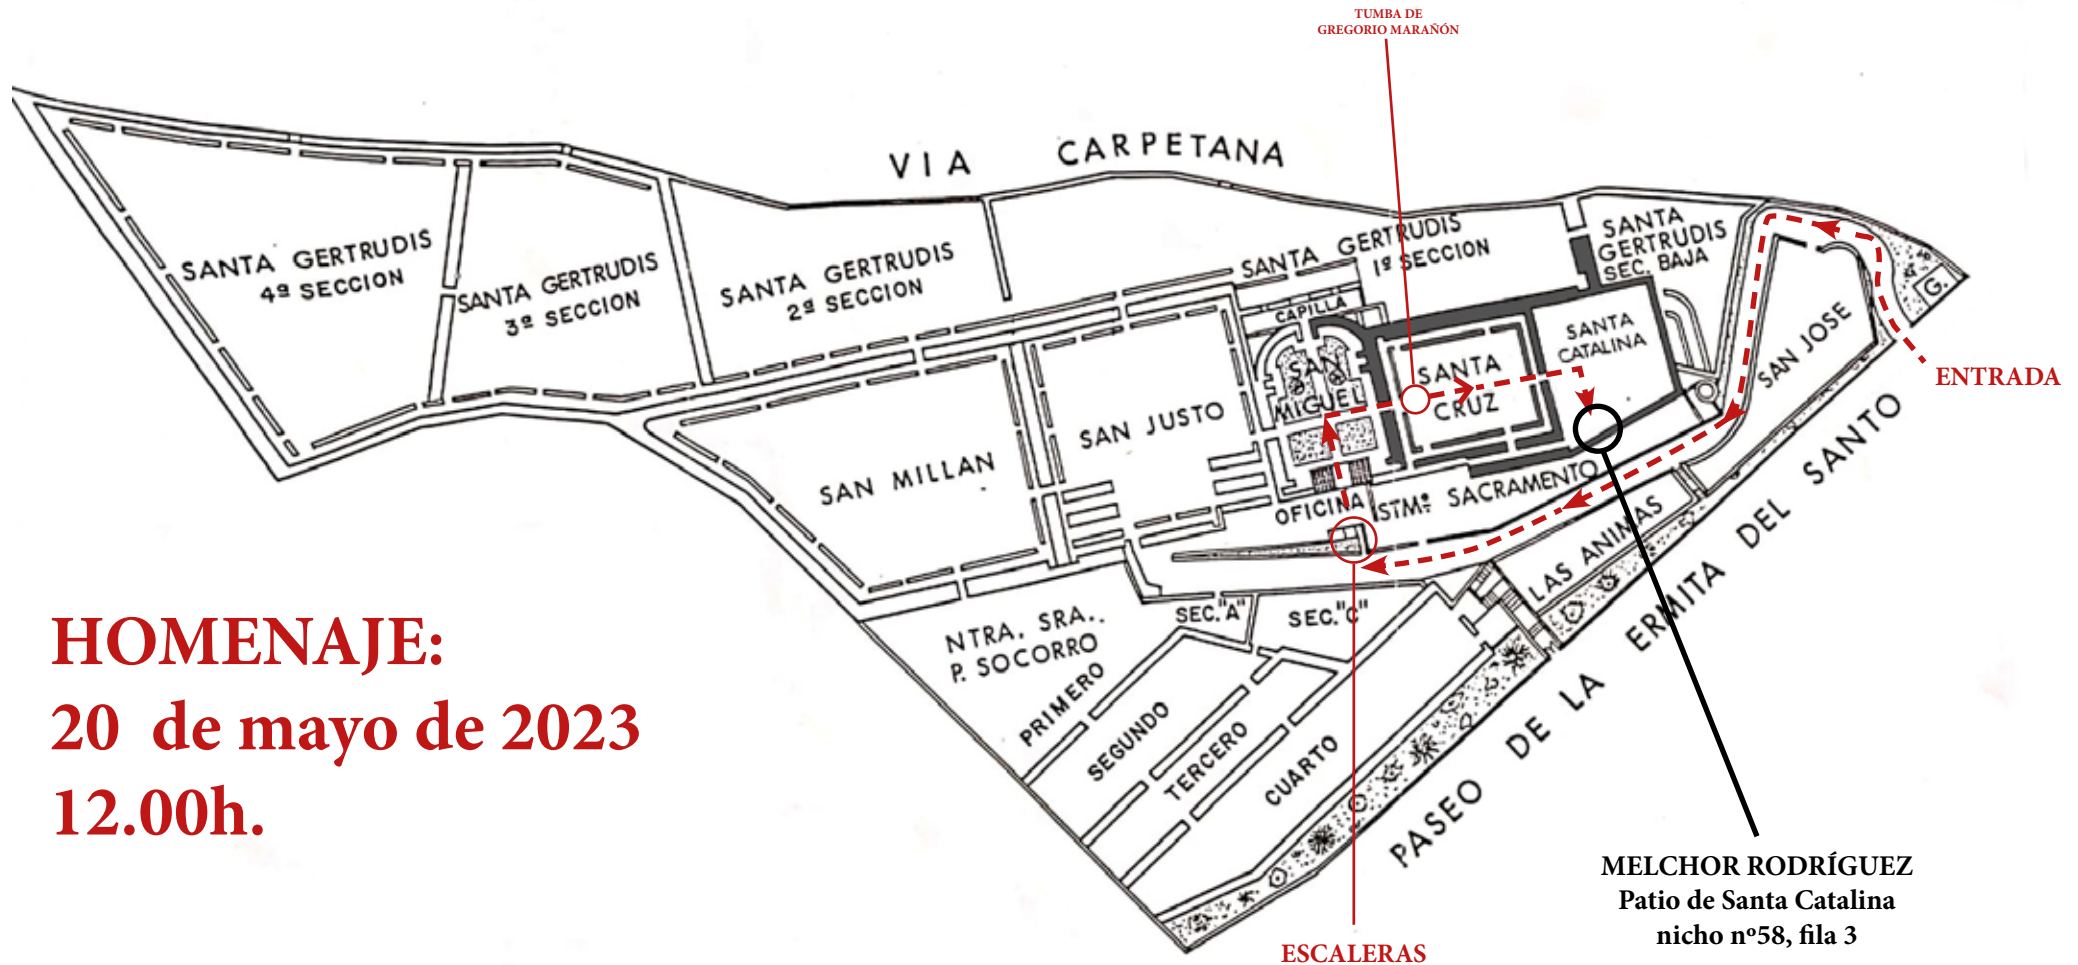 TUMBA DE
GREGORIO MARAÑÓN
VIA CARPETANA
SANTA GERTRUDIS
4ª SECCION
SANTA GERTRUDIS
3ª SECCION
SANTA GERTRUDIS
2ª SECCION
SANTA GERTRUDIS
1ª SECCION
SANTA
GERTRUDIS
SEC. BAJA
G.
CAPILLA
SAN
MIGUEL
SANTA
CRUZ
SANTA
CATALINA
SAN JOSE
ENTRADA
SAN JUSTO
SAN MILLAN
OFICINA
STMº SACRAMENTO
LAS ANIMAS
PASEO DE LA ERMITA DEL SANTO
NTRA. SRA.
P. SOCORRO
SEC. "A"
SEC. "C"
PRIMERO
SEGUNDO
TERCERO
CUARTO
HOMENAJE:
20 de mayo de 2023
12.00h.
ESCALERAS
MELCHOR RODRÍGUEZ
Patio de Santa Catalina
nicho nº58, fila 3